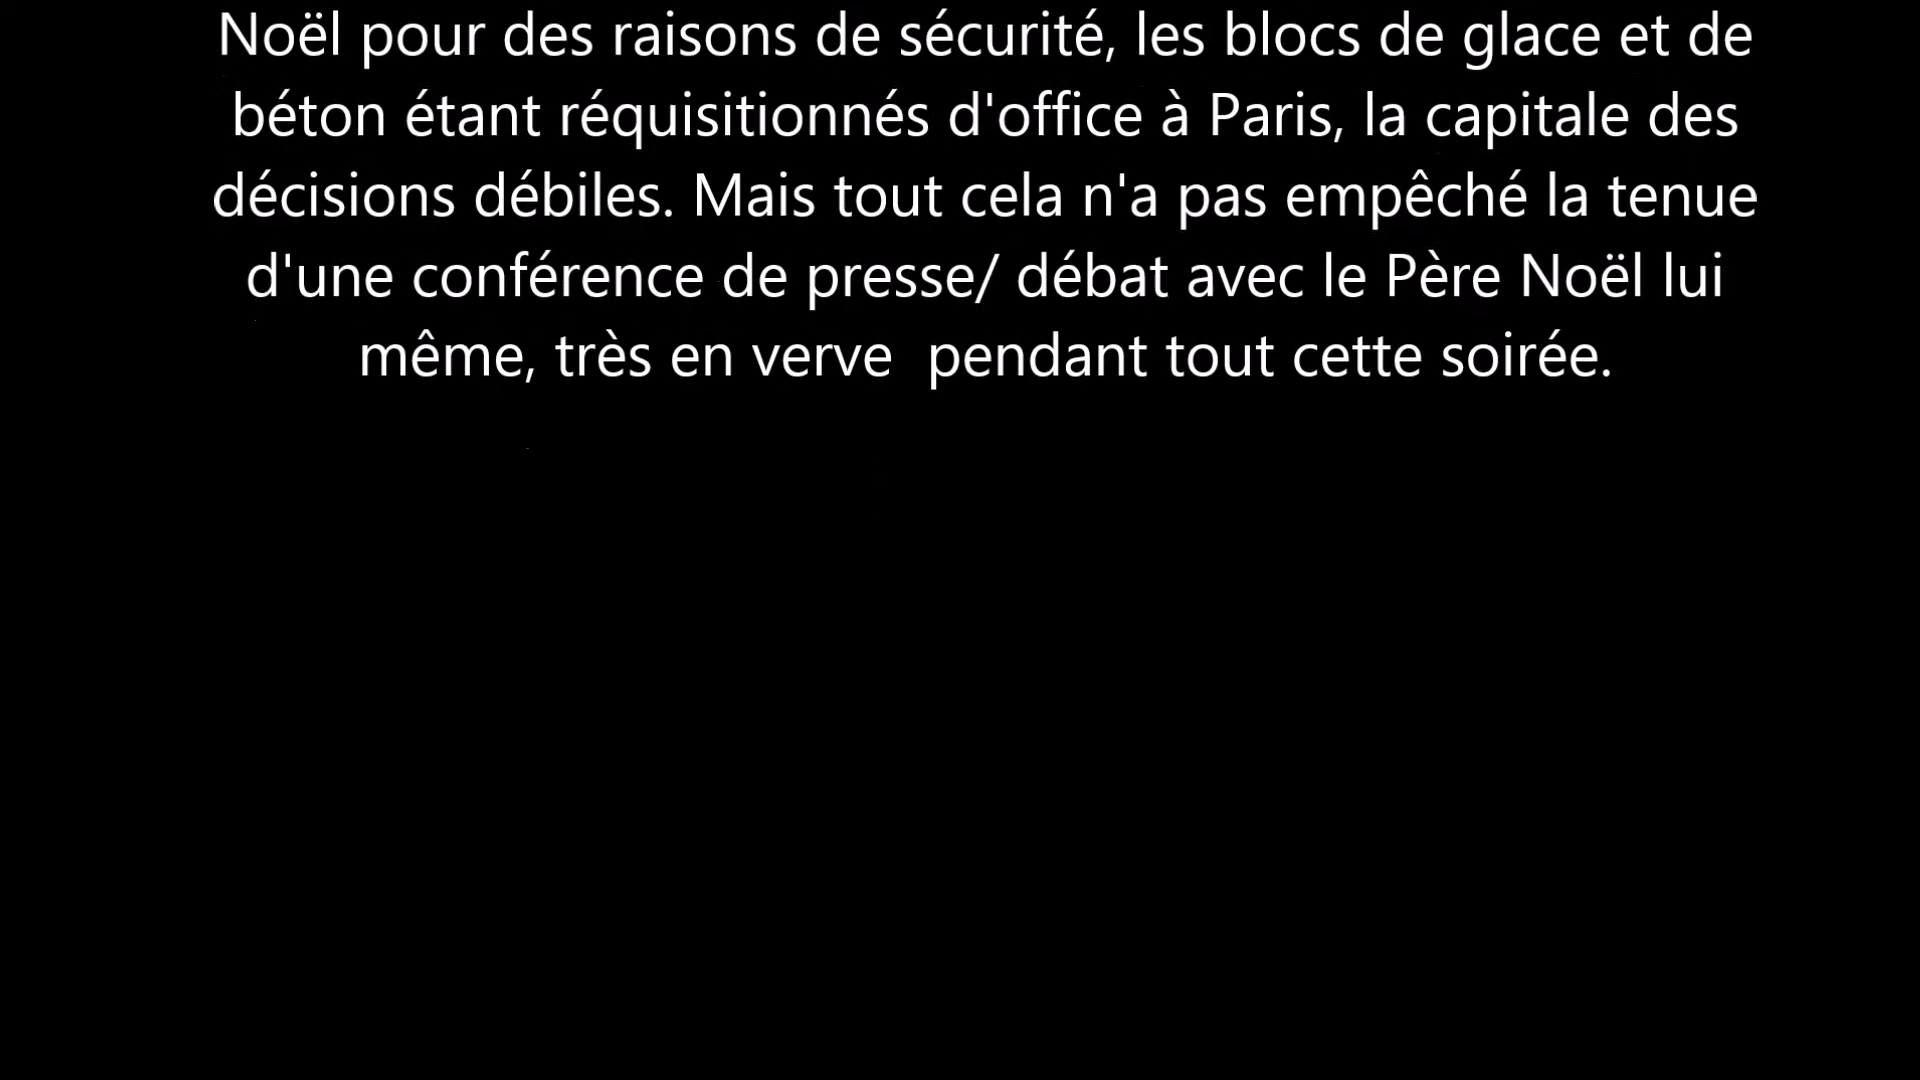 Noël pour des raisons de sécurité, les blocs de glace et de
béton étant réquisitionnés d'office à Paris, la capitale des
décisions débiles. Mais tout cela n'a pas empêché la tenue
d'une conférence de presse/ débat avec le Père Noël lui
même, très en verve  pendant tout cette soirée.